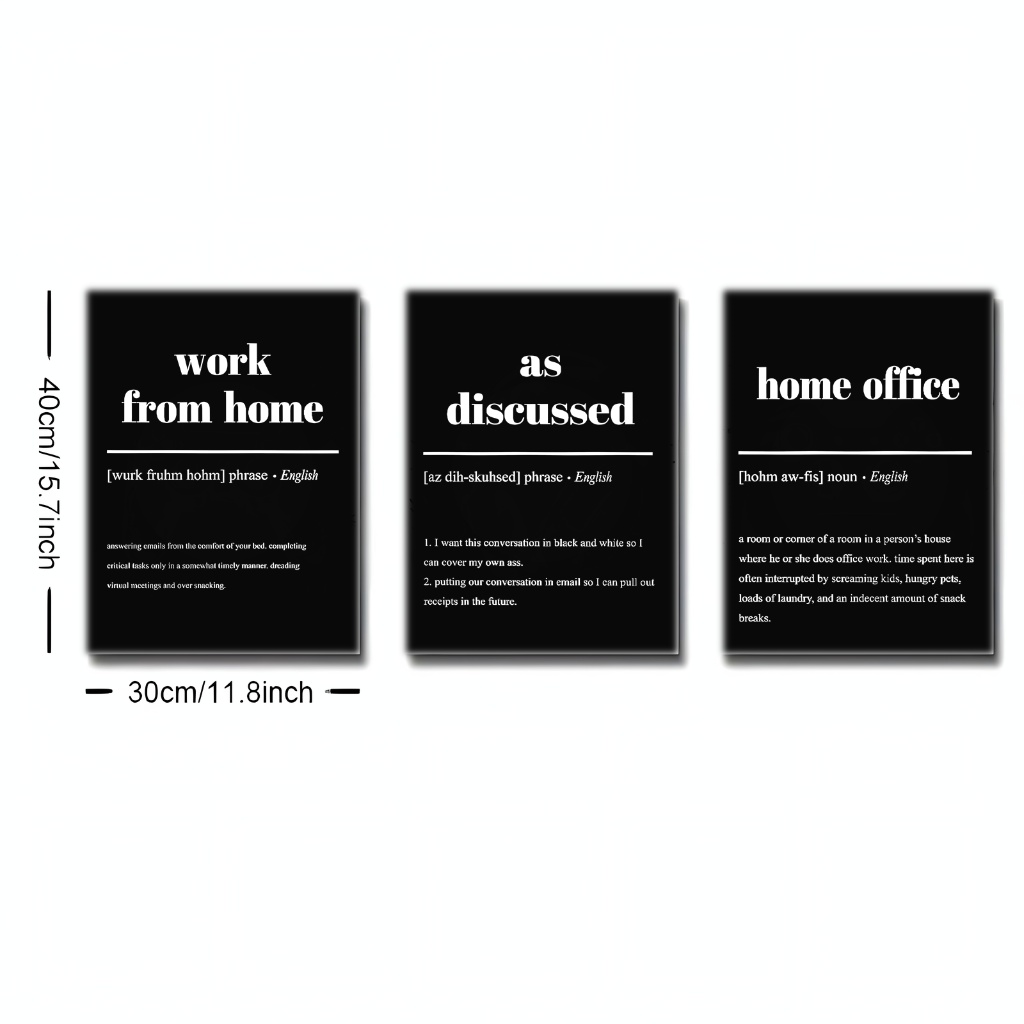 work
from home
[wurk fruhm hohm] phrase • English
answering emails from the comfort of your bed. completing
critical tasks only in a somewhat timely manner. dreading
virtual meetings and over snacking.
as
discussed
[az dih-skuhsed] phrase • English
1. I want this conversation in black and white so I
can cover my own ass.
2. putting our conversation in email so I can pull out
receipts in the future.
home office
[hohm aw-fis] noun • English
a room or corner of a room in a person's house
where he or she does office work. time spent here is
often interrupted by screaming kids, hungry pets,
loads of laundry, and an indecent amount of snack
breaks.
40cm/15.7inch
30cm/11.8inch